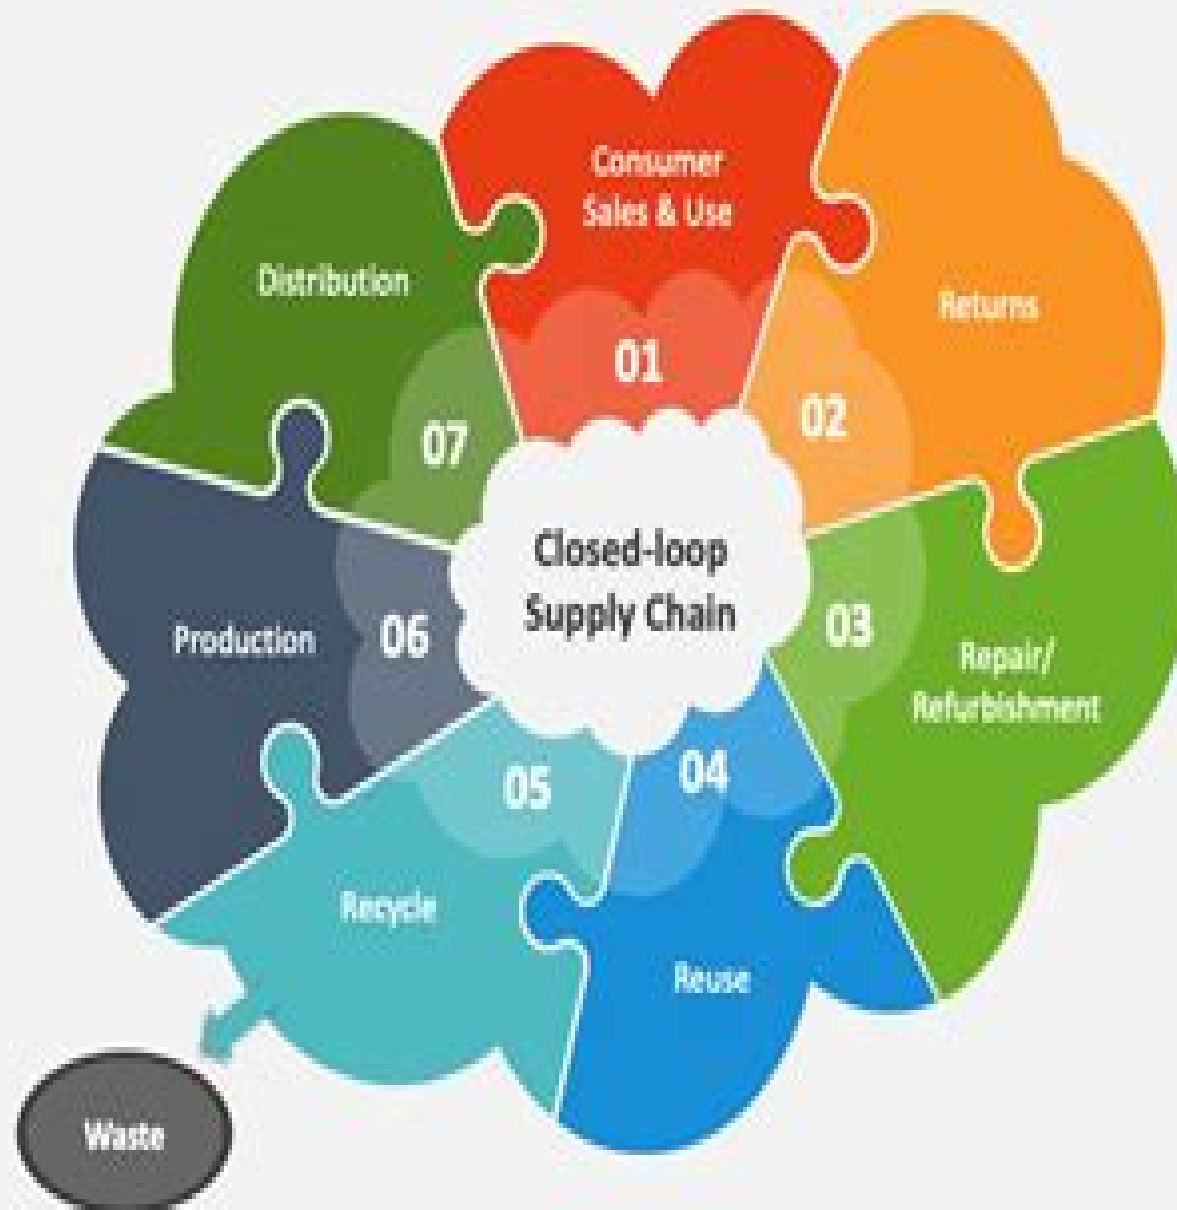 Consumer
Sales & Use
01
Returns
02
Repair/
Refurbishment
03
Reuse
04
Recycle
05
Production
06
Distribution
07
Closed-loop
Supply Chain
Waste